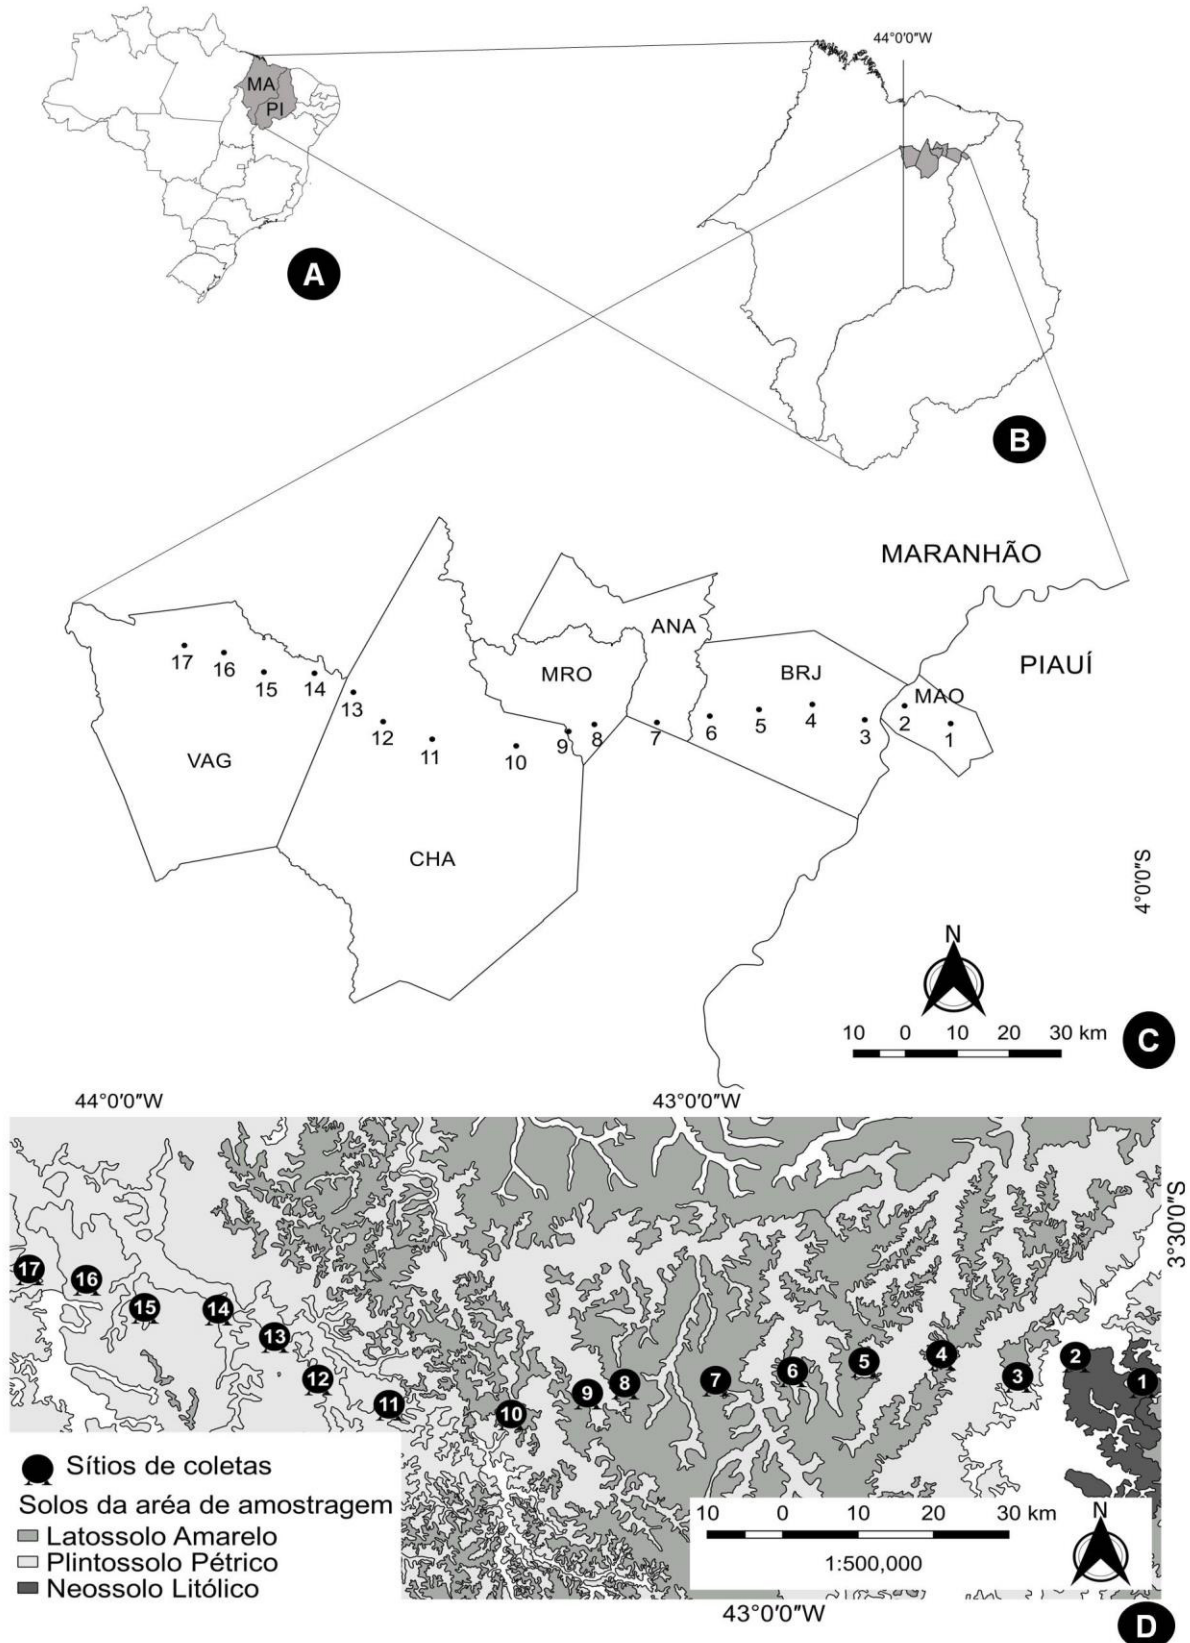 44°0'0"W
MA
PI
A
B
MARANHÃO
PIAUÍ
ANA
MRO
BRJ
MAO
VAG
CHA
17
16
15
14
13
12
11
10
9
8
7
6
5
4
3
2
1
4°0'0"S
N
10 0 10 20 30 km
C
44°0'0"W
43°0'0"W
3°30'0"S
17
16
15
14
13
12
11
10
9
8
7
6
5
4
3
2
1
Sítios de coletas
Solos da aréa de amostragem
Latossolo Amarelo
Plintossolo Pétrico
Neossolo Litólico
10 0 10 20 30 km
1:500,000
N
43°0'0"W
D